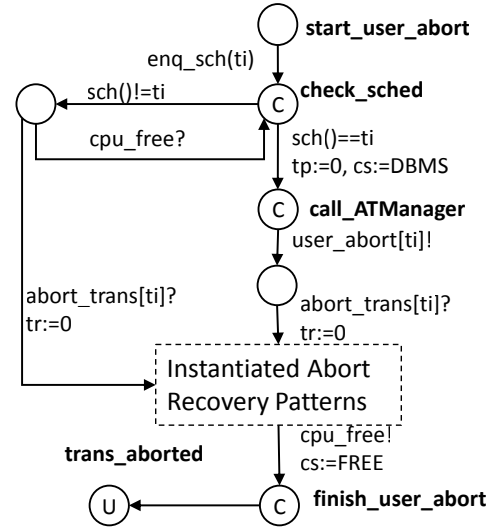 start_user_abort
enq_sch(ti)
sch()!=ti
C
check_sched
cpu_free?
sch()==ti
tp:=0, cs:=DBMS
C
call_ATManager
user_abort[ti]!
abort_trans[ti]?
tr:=0
abort_trans[ti]?
tr:=0
Instantiated Abort
Recovery Patterns
cpu_free!
cs:=FREE
trans_aborted
U
C
finish_user_abort